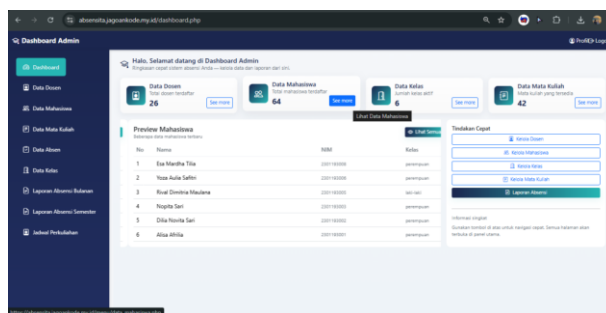 absensita.jagoankode.my.id/dashboard.php
Dashboard Admin
Profil
Logo
Dashboard
Data Dosen
Data Mahasiswa
Data Mata Kuliah
Data Absen
Data Kelas
Laporan Absensi Bulanan
Laporan Absensi Semester
Jadwal Perkuliahan
Halo, Selamat datang di Dashboard Admin
Ringkasan cepat sistem absensi Anda — kelola data dan laporan dari sini.
Data Dosen
Total dosen terdaftar
26
See more
Data Mahasiswa
Total mahasiswa terdaftar
64
See more
Data Kelas
Jumlah kelas aktif
6
See more
Data Mata Kuliah
Mata kuliah yang tersedia
42
See more
Lihat Data Mahasiswa
Preview Mahasiswa
Beberapa data mahasiswa terbaru.
Lihat Semua
No Nama NIM Kelas
1 Esa Mardha Tilia perempuan
2 Yoza Aulia Safitri perempuan
3 Rival Dimitria Maulana laki-laki
4 Nopita Sari perempuan
5 Dilla Novita Sari perempuan
6 Alisa Afrilia perempuan
Tindakan Cepat
Kelola Dosen
Kelola Mahasiswa
Kelola Kelas
Kelola Mata Kuliah
Laporan Absensi
Informasi singkat
Gunakan tombol di atas untuk navigasi cepat. Semua halaman akan
terbuka di panel utama.